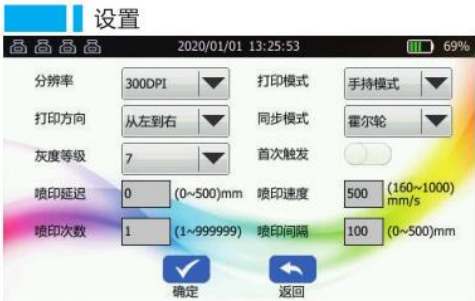 设置
2020/01/01 13:25:53 69%
分辨率 300DPI 打印模式 手持模式
打印方向 从左到右 同步模式 霍尔轮
灰度等级 7 首次触发
喷印延迟 0 (0~500)mm 喷印速度 500 (160~1000)
mm/s
喷印次数 1 (1~999999) 喷印间隔 100 (0~500)mm
确定 返回